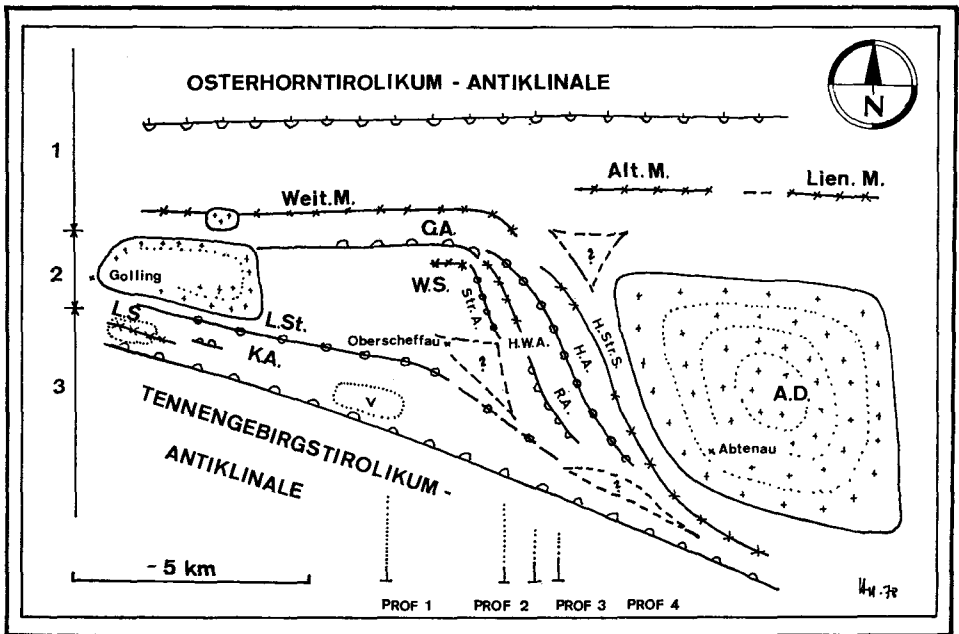 OSTERHORNTIROLIKUM - ANTIKLINALE
N
1
Alt. M.
Lien. M.
Weit.M.
G.A.
2
Golling
W.S.
Str.A.
H.W.A.
H.A.
H.Str.S.
?
L.S.
L.St.
Oberscheffau
?
KA.
R.A.
A.D.
3
V
Abtenau
TENNENGEBIRGSTIROLIKUM -
ANTIKLINALE
?
~5 km
PROF 1 PROF 2 PROF 3 PROF 4